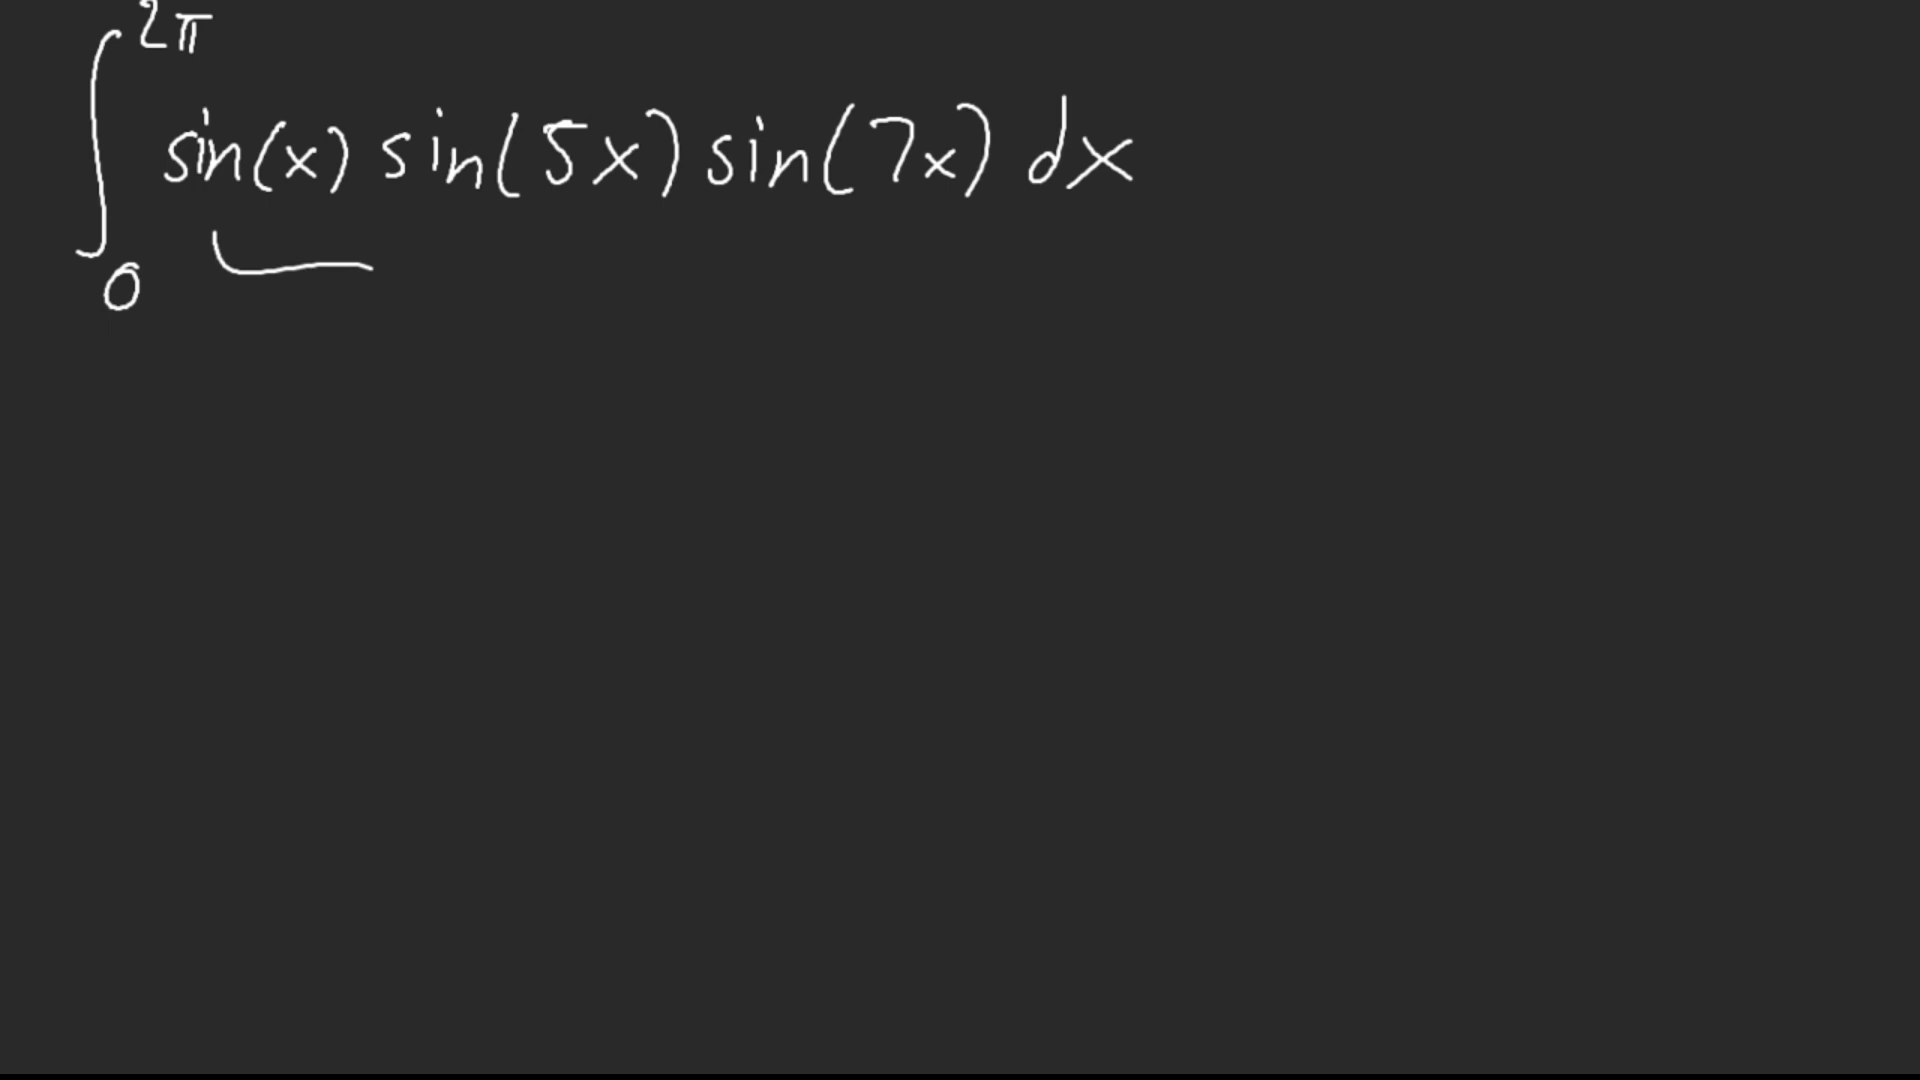 ∫₀^2π sin(x) sin(5x) sin(7x) dx